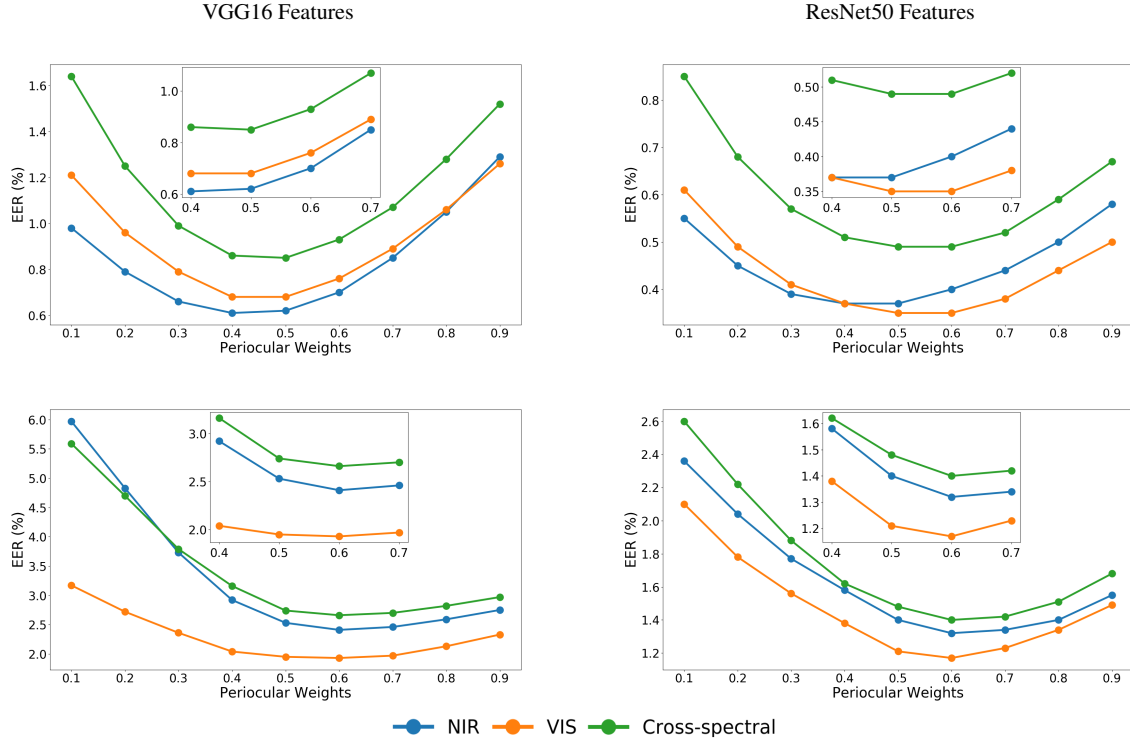 VGG16 Features
ResNet50 Features
EER (%)
1.6
1.4
1.2
1.0
0.8
0.6
0.1 0.2 0.3 0.4 0.5 0.6 0.7 0.8 0.9
Periocular Weights
1.0
0.8
0.6
0.4 0.5 0.6 0.7
EER (%)
0.8
0.7
0.6
0.5
0.4
0.1 0.2 0.3 0.4 0.5 0.6 0.7 0.8 0.9
Periocular Weights
0.50
0.45
0.40
0.35
0.4 0.5 0.6 0.7
EER (%)
6.0
5.5
5.0
4.5
4.0
3.5
3.0
2.5
2.0
0.1 0.2 0.3 0.4 0.5 0.6 0.7 0.8 0.9
Periocular Weights
3.0
2.5
2.0
0.4 0.5 0.6 0.7
EER (%)
2.6
2.4
2.2
2.0
1.8
1.6
1.4
1.2
0.1 0.2 0.3 0.4 0.5 0.6 0.7 0.8 0.9
Periocular Weights
1.6
1.5
1.4
1.3
1.2
0.4 0.5 0.6 0.7
NIR VIS Cross-spectral